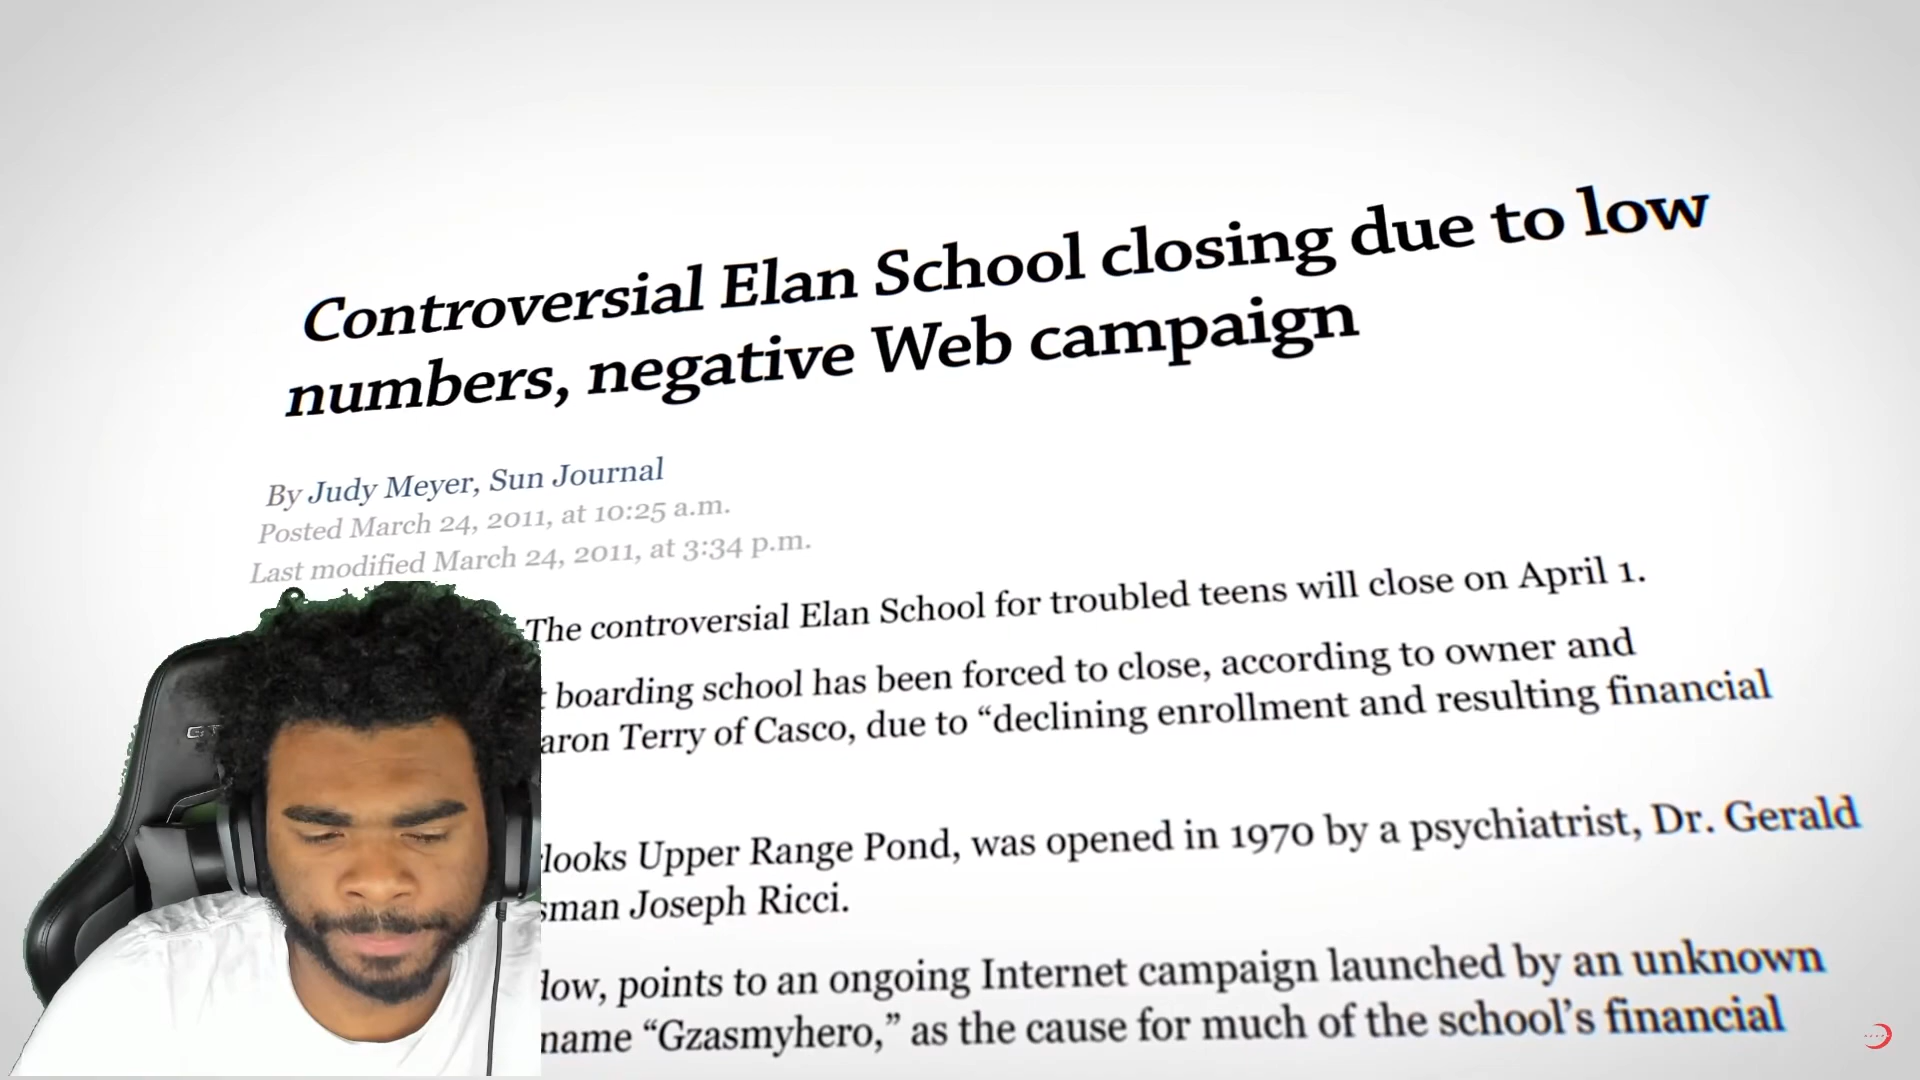 Controversial Elan School closing due to low
numbers, negative Web campaign
By Judy Meyer, Sun Journal
Posted March 24, 2011, at 10:25 a.m.
Last modified March 24, 2011, at 3:34 p.m.
The controversial Elan School for troubled teens will close on April 1.
boarding school has been forced to close, according to owner and
Terry of Casco, due to “declining enrollment and resulting financial
Upper Range Pond, was opened in 1970 by a psychiatrist, Dr. Gerald
Joseph Ricci.
points to an ongoing Internet campaign launched by an unknown
name “Gzasmyhero,” as the cause for much of the school’s financial